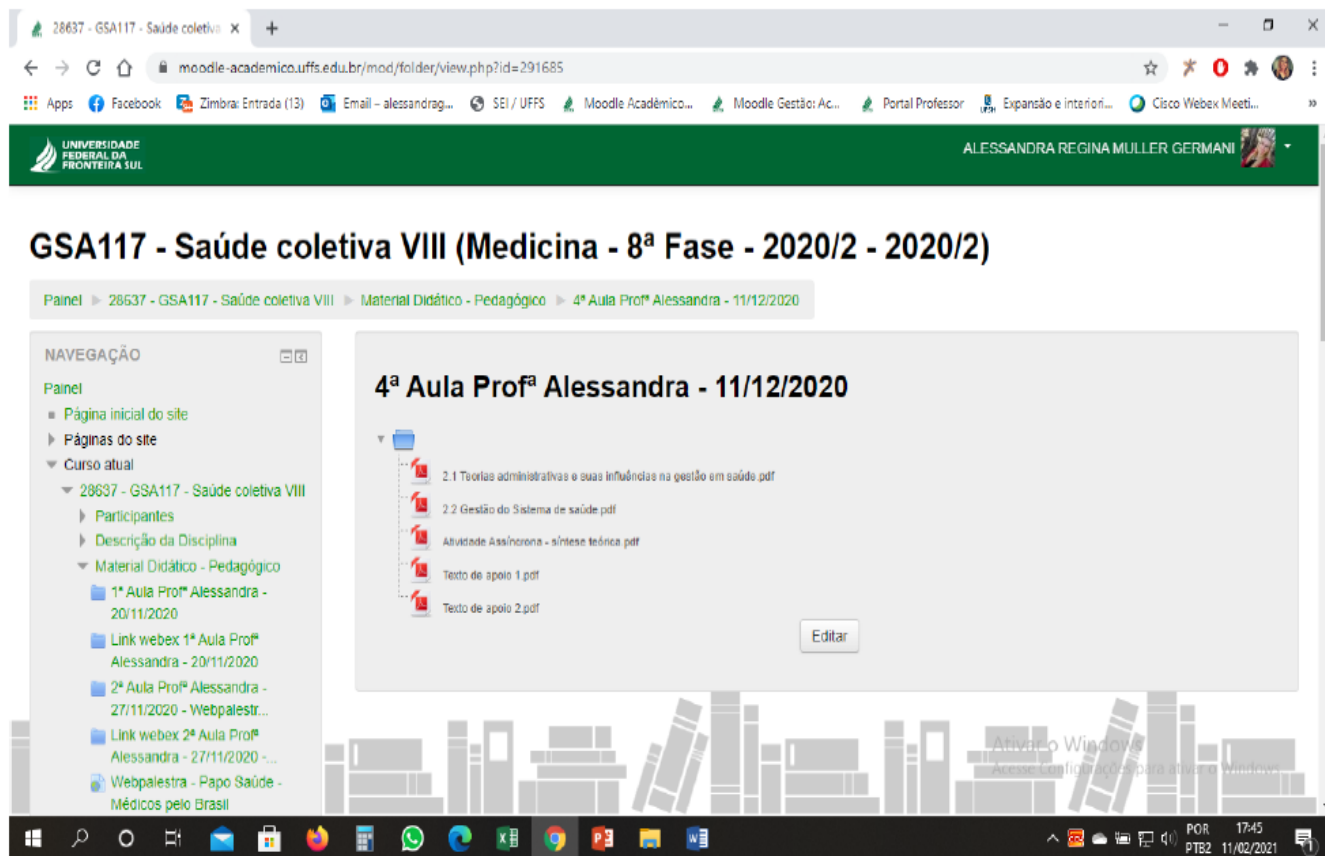 28637 - GSA117 - Saúde coletiva
moodle-academico.uffs.edu.br/mod/folder/view.php?id=291685
Apps Facebook Zimbra: Entrada (13) Email – alessandrag... SEI / UFFS Moodle Acadêmico... Moodle Gestão: Ac... Portal Professor Expansão e interiori... Cisco Webex Meeti... »
UNIVERSIDADE
FEDERAL DA
FRONTEIRA SUL
ALESSANDRA REGINA MULLER GERMANI
GSA117 - Saúde coletiva VIII (Medicina - 8ª Fase - 2020/2 - 2020/2)
Painel 28637 - GSA117 - Saúde coletiva VIII Material Didático - Pedagógico 4ª Aula Profª Alessandra - 11/12/2020
NAVEGAÇÃO
Painel
Página inicial do site
Páginas do site
Curso atual
28637 - GSA117 - Saúde coletiva VIII
Participantes
Descrição da Disciplina
Material Didático - Pedagógico
1ª Aula Profª Alessandra -
20/11/2020
Link webex 1ª Aula Profª
Alessandra - 20/11/2020
2ª Aula Profª Alessandra -
27/11/2020 - Webpalestr...
Link webex 2ª Aula Profª
Alessandra - 27/11/2020 -...
Webpalestra - Papo Saúde -
Médicos pelo Brasil
4ª Aula Profª Alessandra - 11/12/2020
2.1 Teorias administrativas e suas influências na gestão em saúde.pdf
2.2 Gestão do Sistema de saúde.pdf
Atividade Assíncrona - síntese teórica.pdf
Texto de apoio 1.pdf
Texto de apoio 2.pdf
Editar
Ativar o Windows
Acesse Configurações para ativar o Windows.
POR 17:45
PTB2 11/02/2021